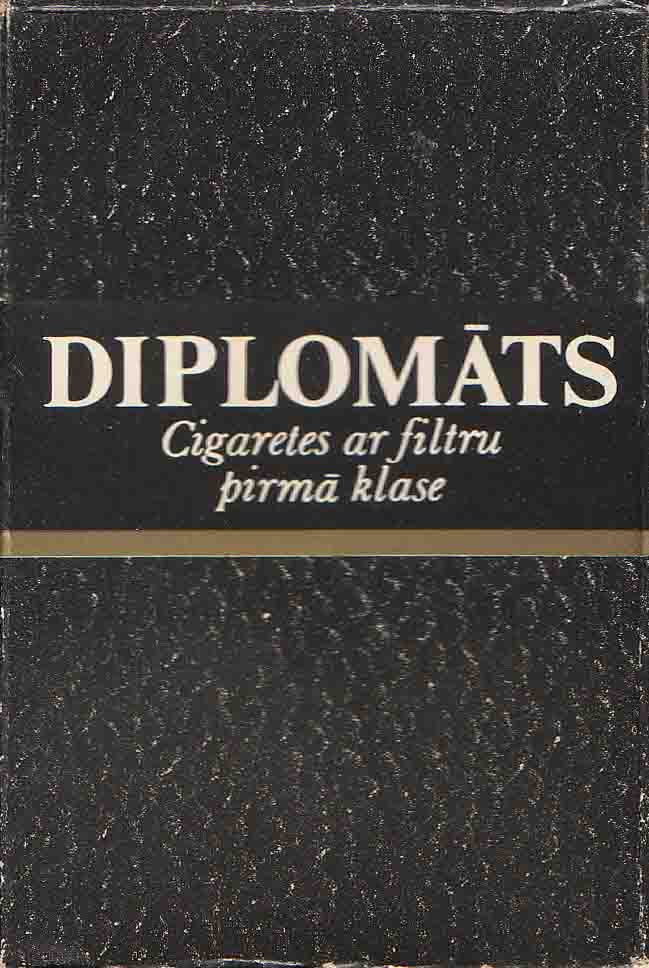 DIPLOMĀTS
Cigaretes ar filtru
pirmā klase